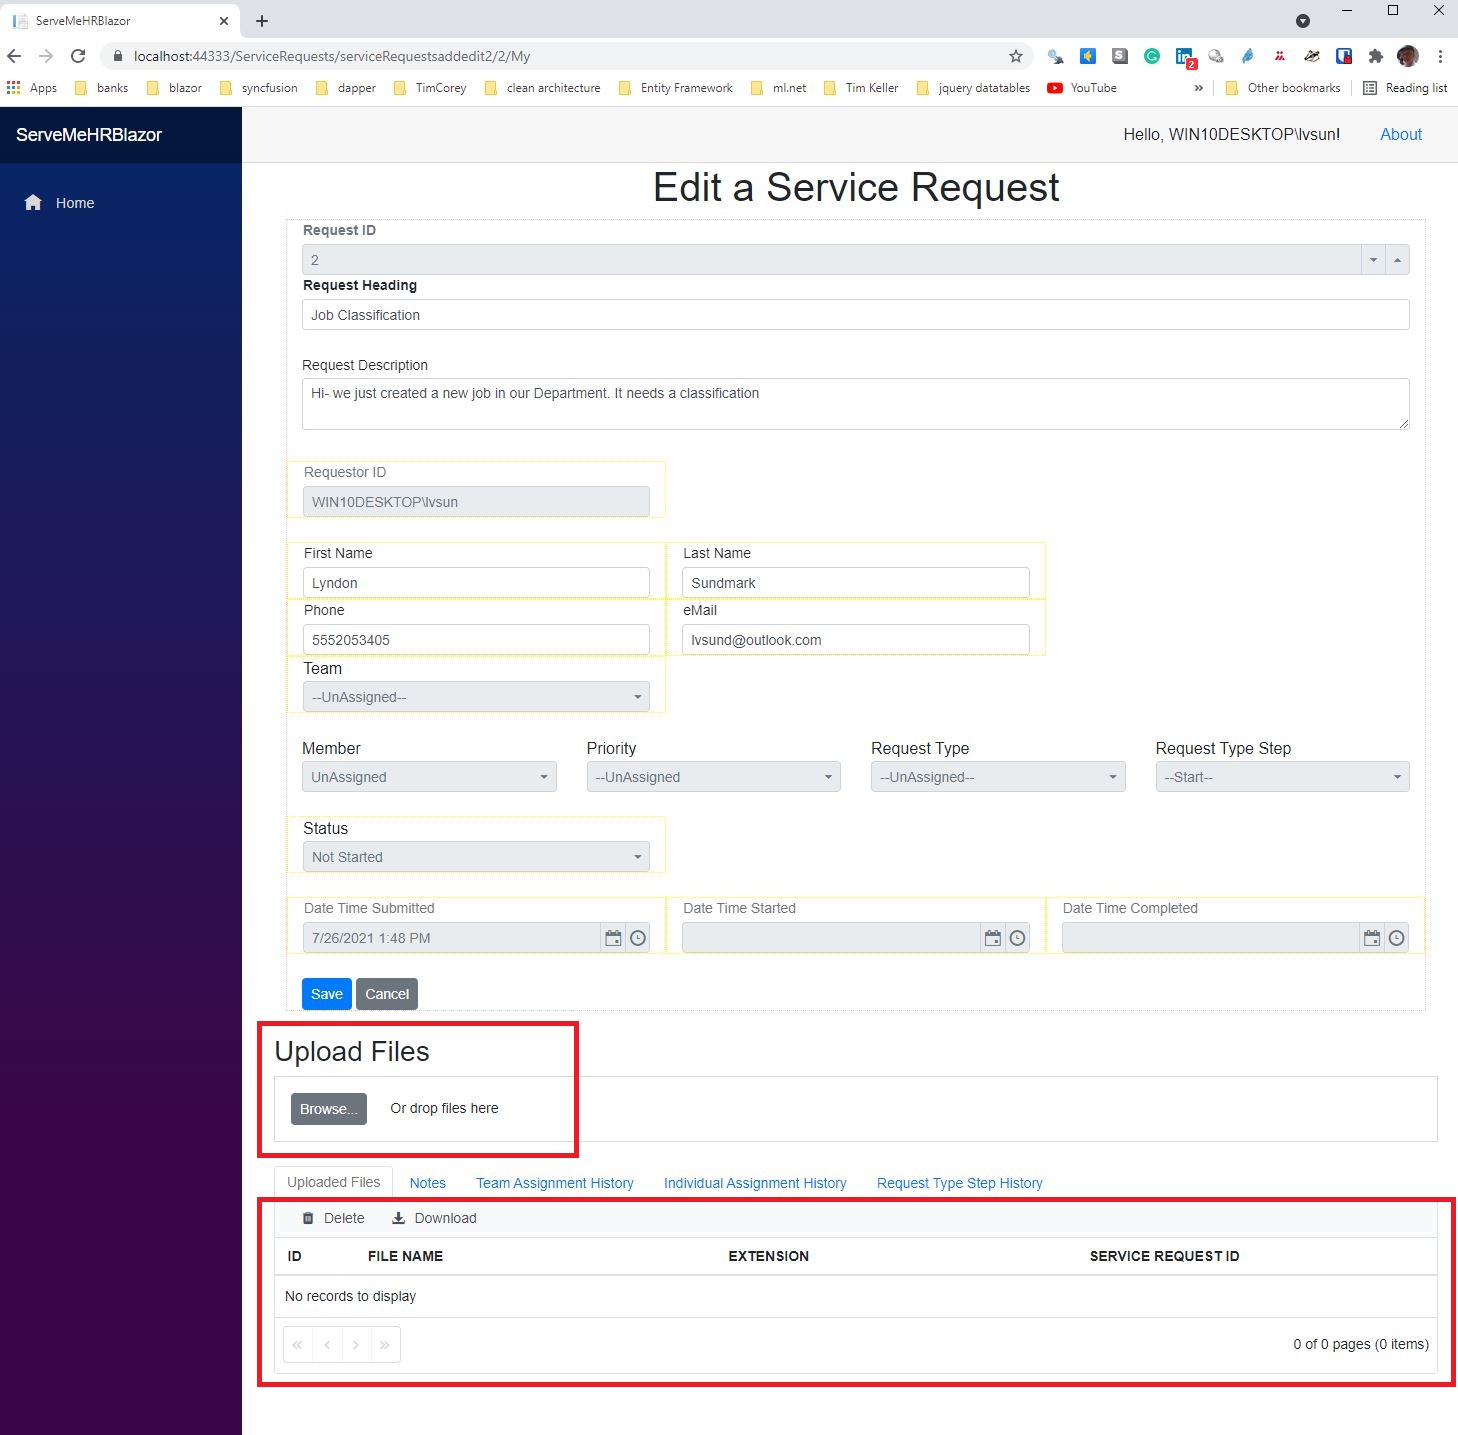 ServeMeHRBlazor
localhost:44333/ServiceRequests/serviceRequestsaddedit2/2/My
2
Apps banks blazor syncfusion dapper TimCorey clean architecture Entity Framework ml.net Tim Keller jquery datatables YouTube » Other bookmarks Reading list
ServeMeHRBlazor
Hello, WIN10DESKTOP\lvsun! About
Home
Edit a Service Request
Request ID
2
Request Heading
Job Classification
Request Description
Hi- we just created a new job in our Department. It needs a classification
Requestor ID
WIN10DESKTOP\lvsun
First Name Last Name
Lyndon Sundmark
Phone eMail
5552053405 lvsund@outlook.com
Team
--UnAssigned--
Member Priority Request Type Request Type Step
UnAssigned --UnAssigned --UnAssigned-- --Start--
Status
Not Started
Date Time Submitted Date Time Started Date Time Completed
7/26/2021 1:48 PM
Save Cancel
Upload Files
Browse... Or drop files here
Uploaded Files Notes Team Assignment History Individual Assignment History Request Type Step History
Delete Download
ID FILE NAME EXTENSION SERVICE REQUEST ID
No records to display
0 of 0 pages (0 items)